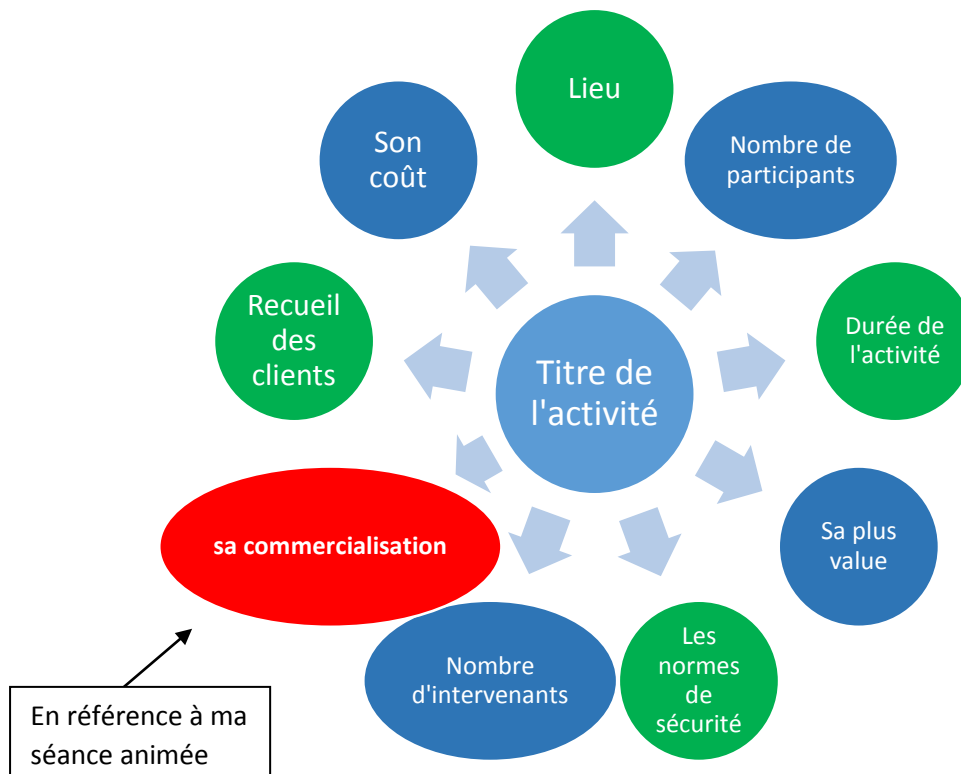 Lieu
Son
coût
Nombre de
participants
Recueil
des
clients
Durée de
l'activité
Titre de
l'activité
sa commercialisation
Sa plus
value
Nombre
d'intervenants
Les
normes
de
sécurité
En référence à ma
séance animée